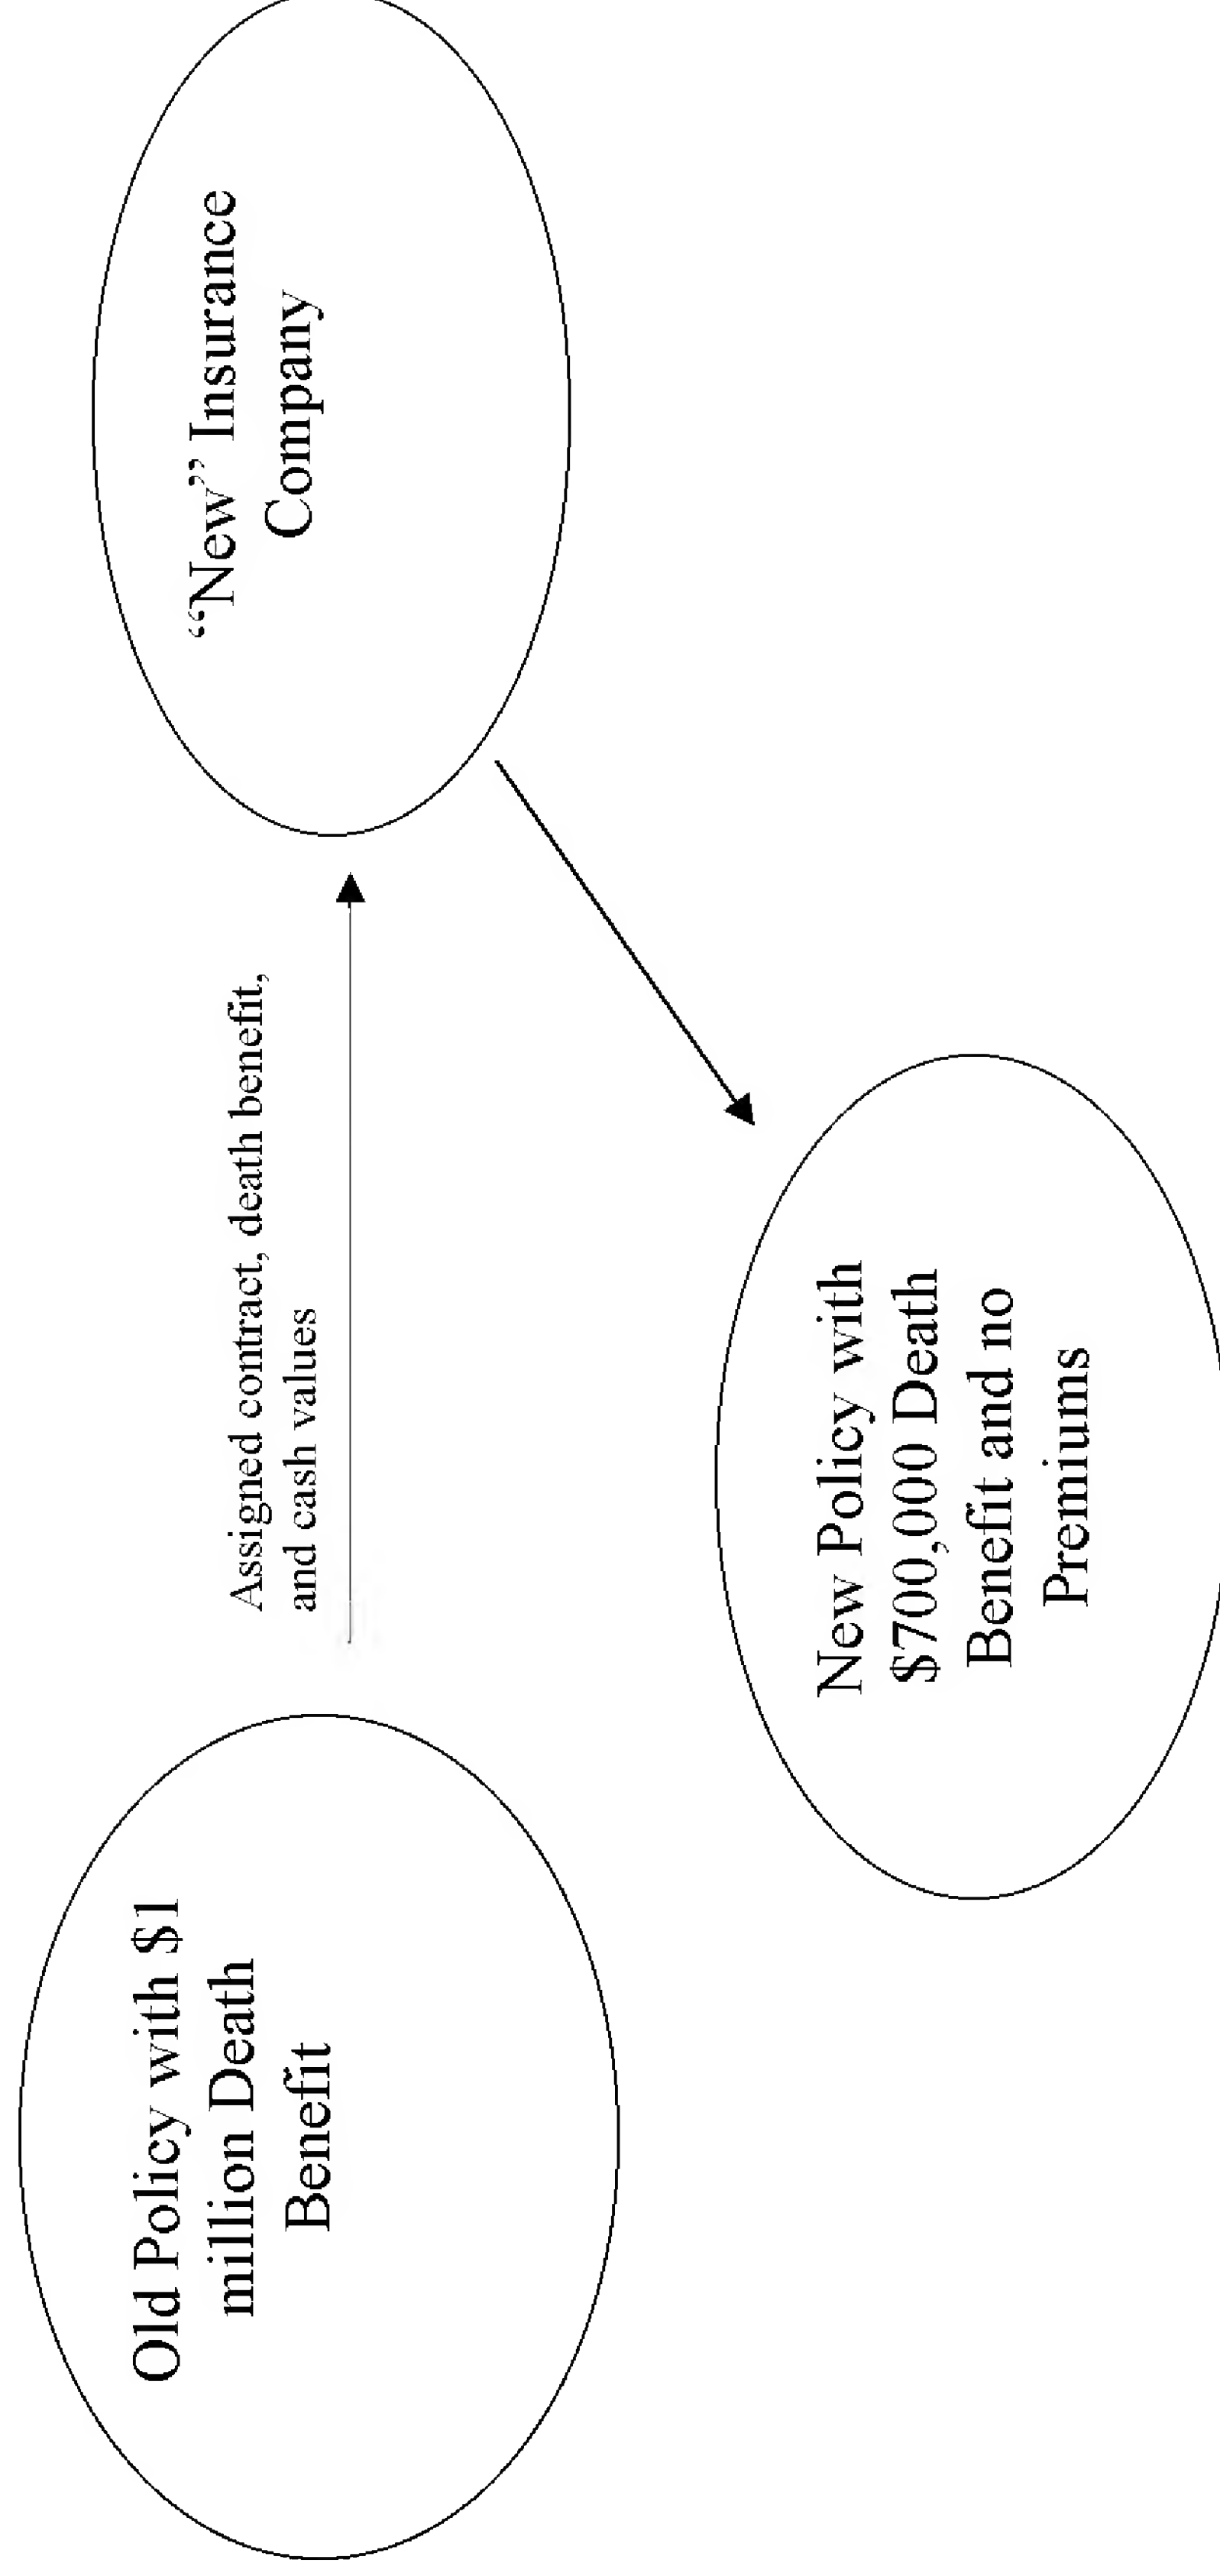 Old Policy with $1
million Death
Benefit
Assigned contract, death benefit,
and cash values
“New” Insurance
Company
New Policy with
$700,000 Death
Benefit and no
Premiums